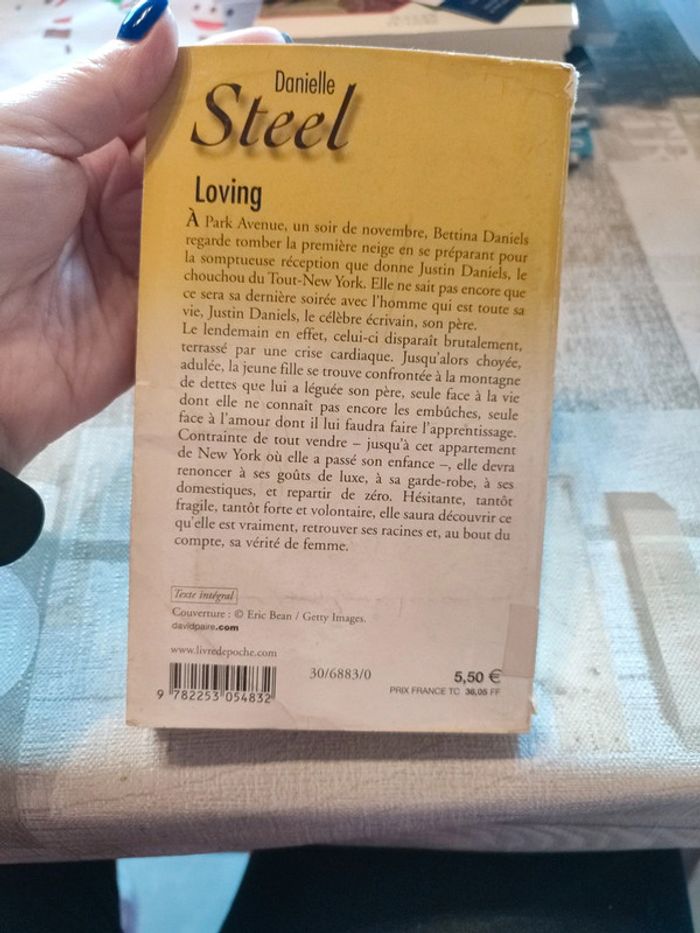 Danielle
Steel
Loving
À Park Avenue, un soir de novembre, Bettina Daniels
regarde tomber la première neige en se préparant pour
la somptueuse réception que donne Justin Daniels, le
chouchou du Tout-New York. Elle ne sait pas encore que
ce sera sa dernière soirée avec l'homme qui est toute sa
vie, Justin Daniels, le célèbre écrivain, son père.
Le lendemain en effet, celui-ci disparaît brutalement,
terrassé par une crise cardiaque. Jusqu'alors choyée,
adulée, la jeune fille se trouve confrontée à la montagne
de dettes que lui a léguée son père, seule face à la vie
dont elle ne connaît pas encore les embûches, seule
face à l'amour dont il lui faudra faire l'apprentissage.
Contrainte de tout vendre – jusqu'à cet appartement
de New York où elle a passé son enfance –, elle devra
renoncer à ses goûts de luxe, à sa garde-robe, à ses
domestiques, et repartir de zéro. Hésitante, tantôt
fragile, tantôt forte et volontaire, elle saura découvrir ce
qu'elle est vraiment, retrouver ses racines et, au bout du
compte, sa vérité de femme.
Texte intégral
Couverture : © Eric Bean / Getty Images.
davidpaire.com
www.livredepoche.com
30/6883/0
5,50 €
PRIX FRANCE TC 36,05 FF
9 782253 054832